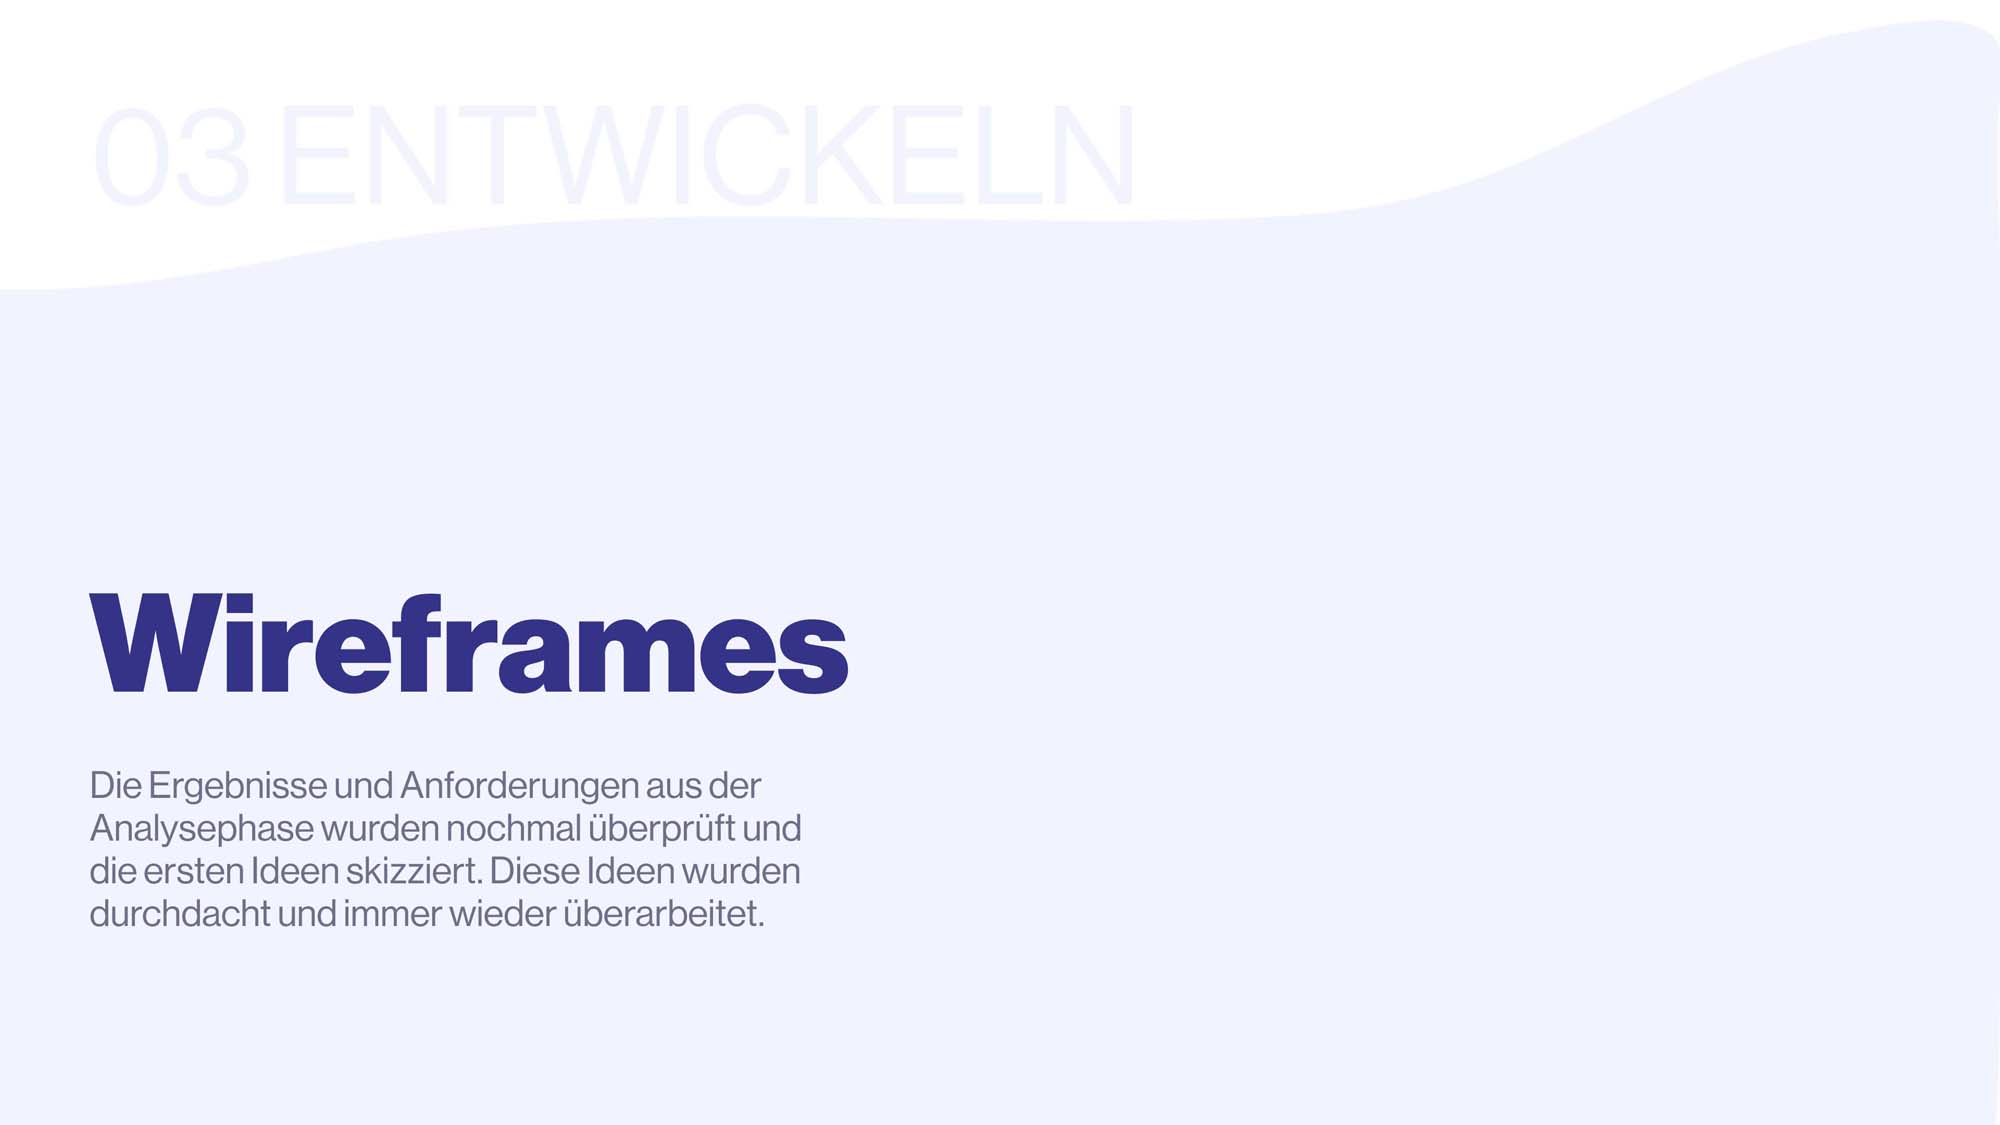 03 ENTWICKELN
Wireframes
Die Ergebnisse und Anforderungen aus der
Analysephase wurden nochmal überprüft und
die ersten Ideen skizziert. Diese Ideen wurden
durchdacht und immer wieder überarbeitet.